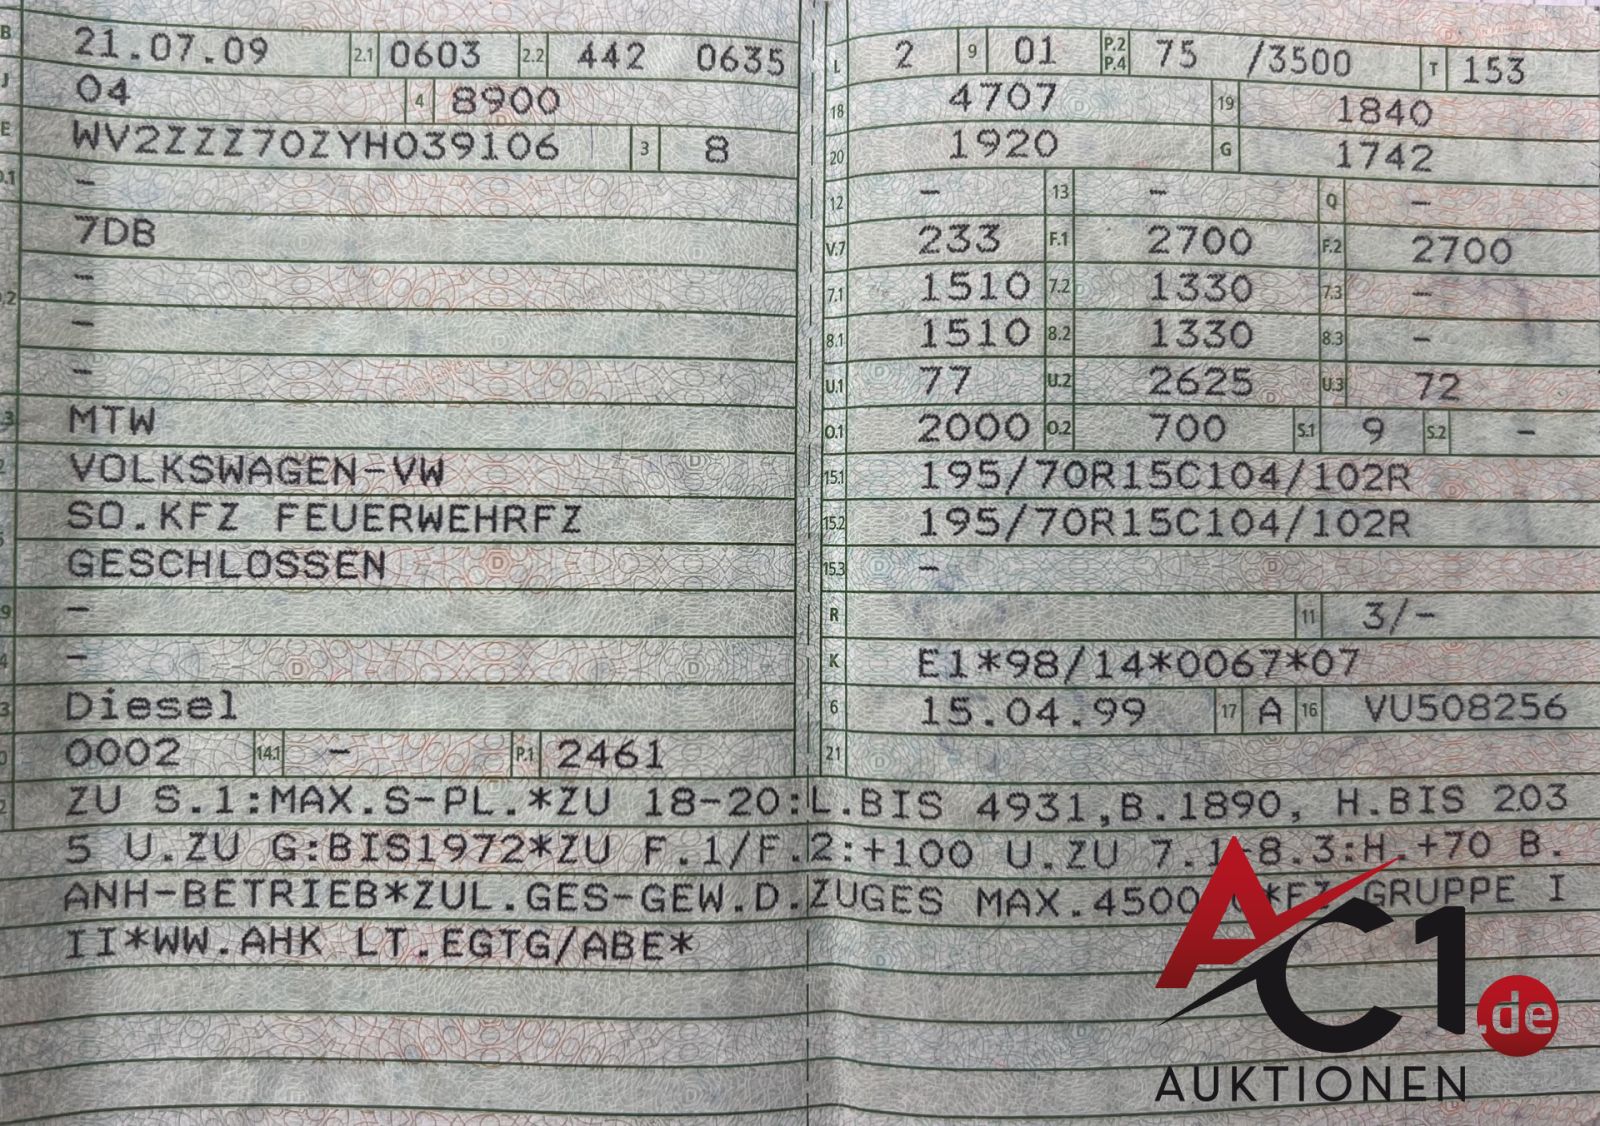 B 21.07.09 2.1 0603 2.2 442 0635 L 2 9 01 P.2 P.4 75 /3500 T 153
J 04 4 8900 18 4707 19 1840
E WV2ZZZ70ZYH039106 3 8 20 1920 G 1742
- 12 - 13 - Q -
7DB V.7 233 F.1 2700 F.2 2700
- 7.1 1510 7.2 1330 7.3 -
- 8.1 1510 8.2 1330 8.3 -
- U.1 77 U.2 2625 U.3 72
MTW O.1 2000 O.2 700 S.1 9 S.2 -
VOLKSWAGEN-VW 15.1 195/70R15C104/102R
SO.KFZ FEUERWEHRFZ 15.2 195/70R15C104/102R
GESCHLOSSEN 15.3 -
- R 11 3/-
- K E1*98/14*0067*07
Diesel 6 15.04.99 17 A 16 VU508256
0002 14.1 - P.1 2461 21
ZU S.1:MAX.S-PL.*ZU 18-20:L.BIS 4931,B.1890, H.BIS 203
5 U.ZU G:BIS1972*ZU F.1/F.2:+100 U.ZU 7.1-8.3:H.+70 B.
ANH-BETRIEB*ZUL.GES-GEW.D.ZUGES MAX.4500 GRUPPE I
II*WW.AHK LT.EGTG/ABE*
AC1.de
AUKTIONEN